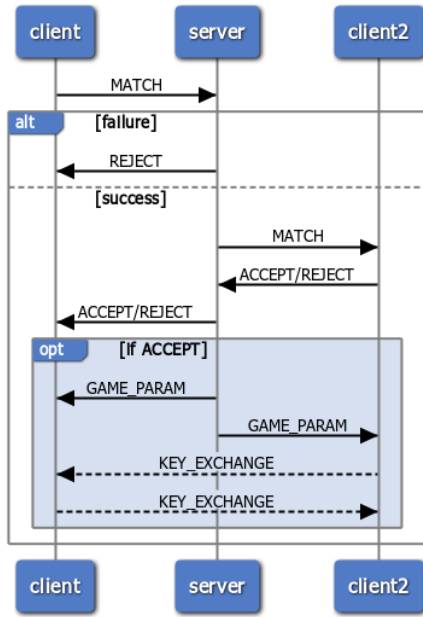 client server client2
MATCH
alt [failure]
REJECT
[success]
MATCH
ACCEPT/REJECT
ACCEPT/REJECT
opt [If ACCEPT]
GAME_PARAM
GAME_PARAM
KEY_EXCHANGE
KEY_EXCHANGE
client server client2